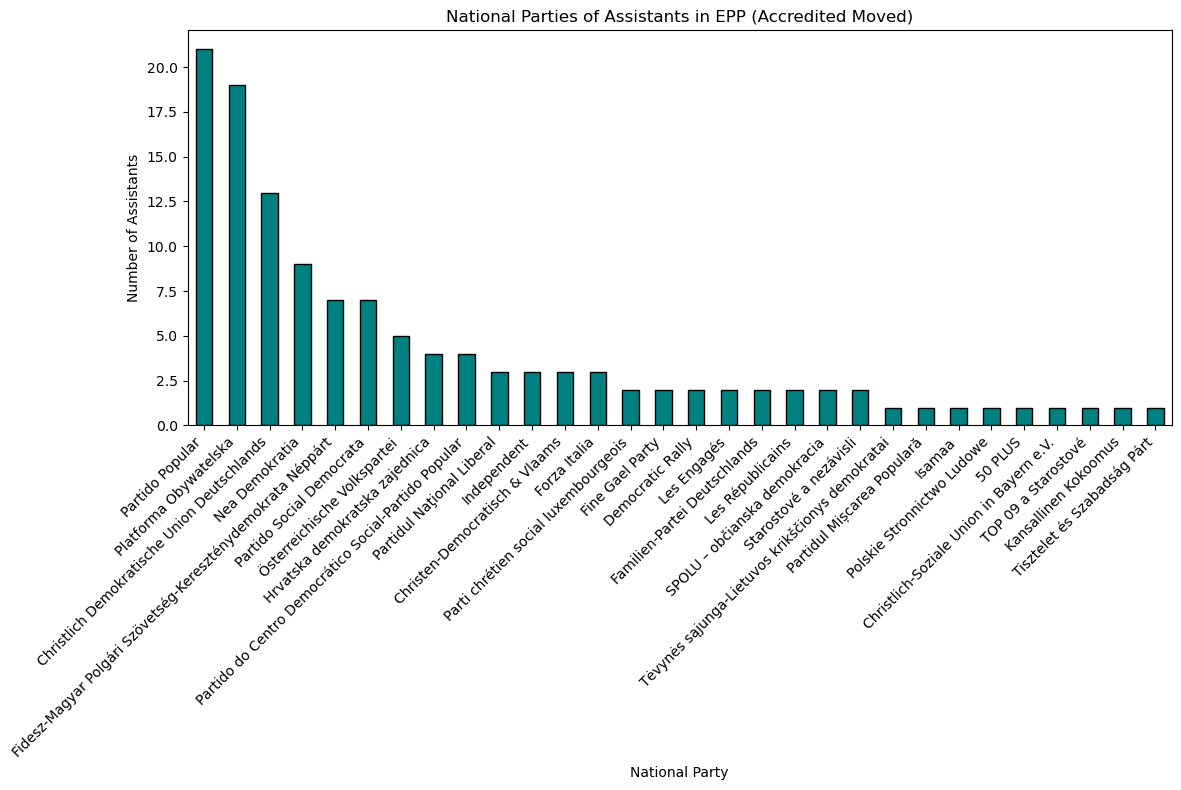 National Parties of Assistants in EPP (Accredited Moved)
Number of Assistants
20.0
17.5
15.0
12.5
10.0
7.5
5.0
2.5
0.0
Partido Popular
Platforma Obywatelska
Christlich Demokratische Union Deutschlands
Nea Demokratia
Fidesz-Magyar Polgári Szövetség-Kereszténydemokrata Néppárt
Partido Social Democrata
Österreichische Volkspartei
Hrvatska demokratska zajednica
Partido do Centro Democrático Social-Partido Popular
Partidul Naţional Liberal
Independent
Christen-Democratisch & Vlaams
Forza Italia
Parti chrétien social luxembourgeois
Fine Gael Party
Democratic Rally
Les Engagés
Familien-Partei Deutschlands
Les Républicains
SPOLU – občianska demokracia
Starostové a nezávisli
Tėvynės sąjunga-Lietuvos krikščionys demokratai
Partidul Mişcarea Populară
Isamaa
Polskie Stronnictwo Ludowe
50 PLUS
Christlich-Soziale Union in Bayern e.V.
TOP 09 a Starostové
Kansallinen Kokoomus
Tisztelet és Szabadság Párt
National Party